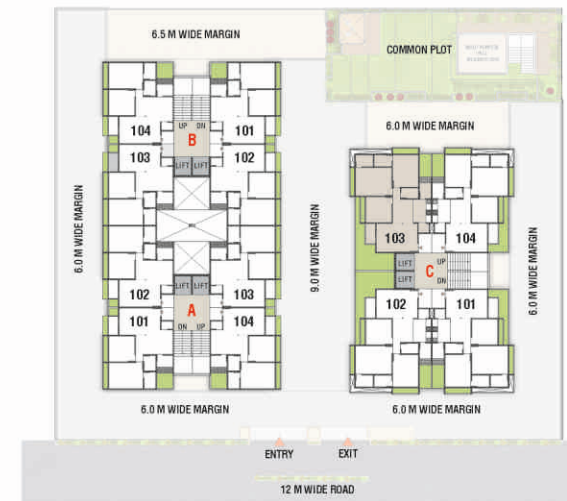 6.5 M WIDE MARGIN
COMMON PLOT
6.0 M WIDE MARGIN
104
101
UP DN
B
103
102
LIFT LIFT
6.0 M WIDE MARGIN
9.0 M WIDE MARGIN
103
104
LIFT
UP
C
LIFT
DN
102
101
6.0 M WIDE MARGIN
LIFT LIFT
102
103
A
101
104
DN UP
6.0 M WIDE MARGIN
6.0 M WIDE MARGIN
ENTRY
EXIT
12 M WIDE ROAD